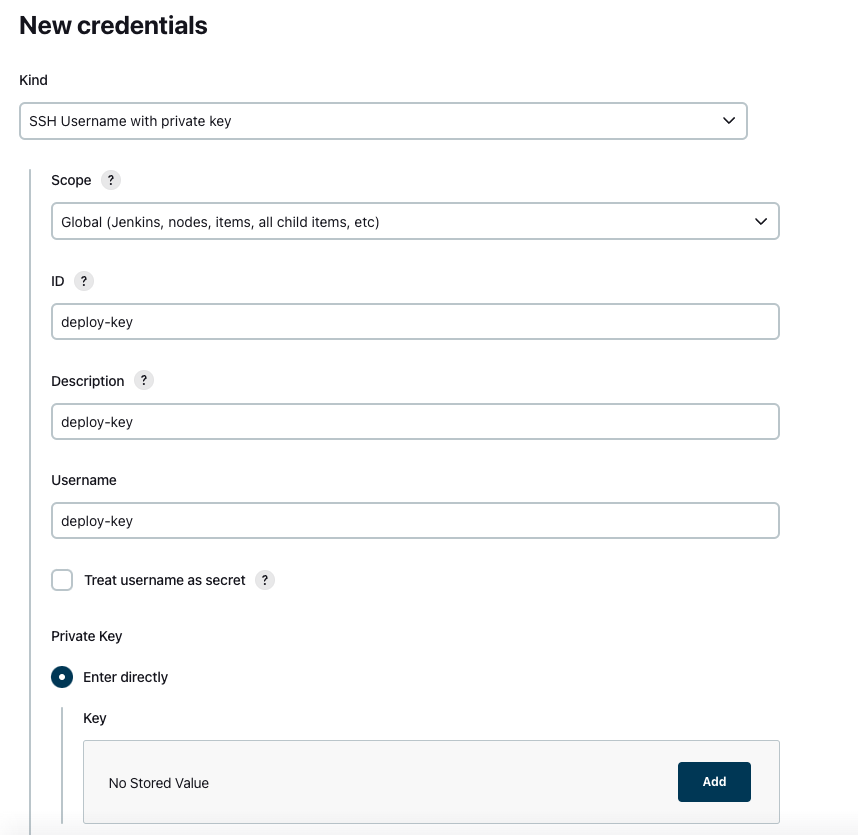 New credentials
Kind
SSH Username with private key
Scope ?
Global (Jenkins, nodes, items, all child items, etc)
ID ?
deploy-key
Description ?
deploy-key
Username
deploy-key
Treat username as secret ?
Private Key
Enter directly
Key
No Stored Value Add